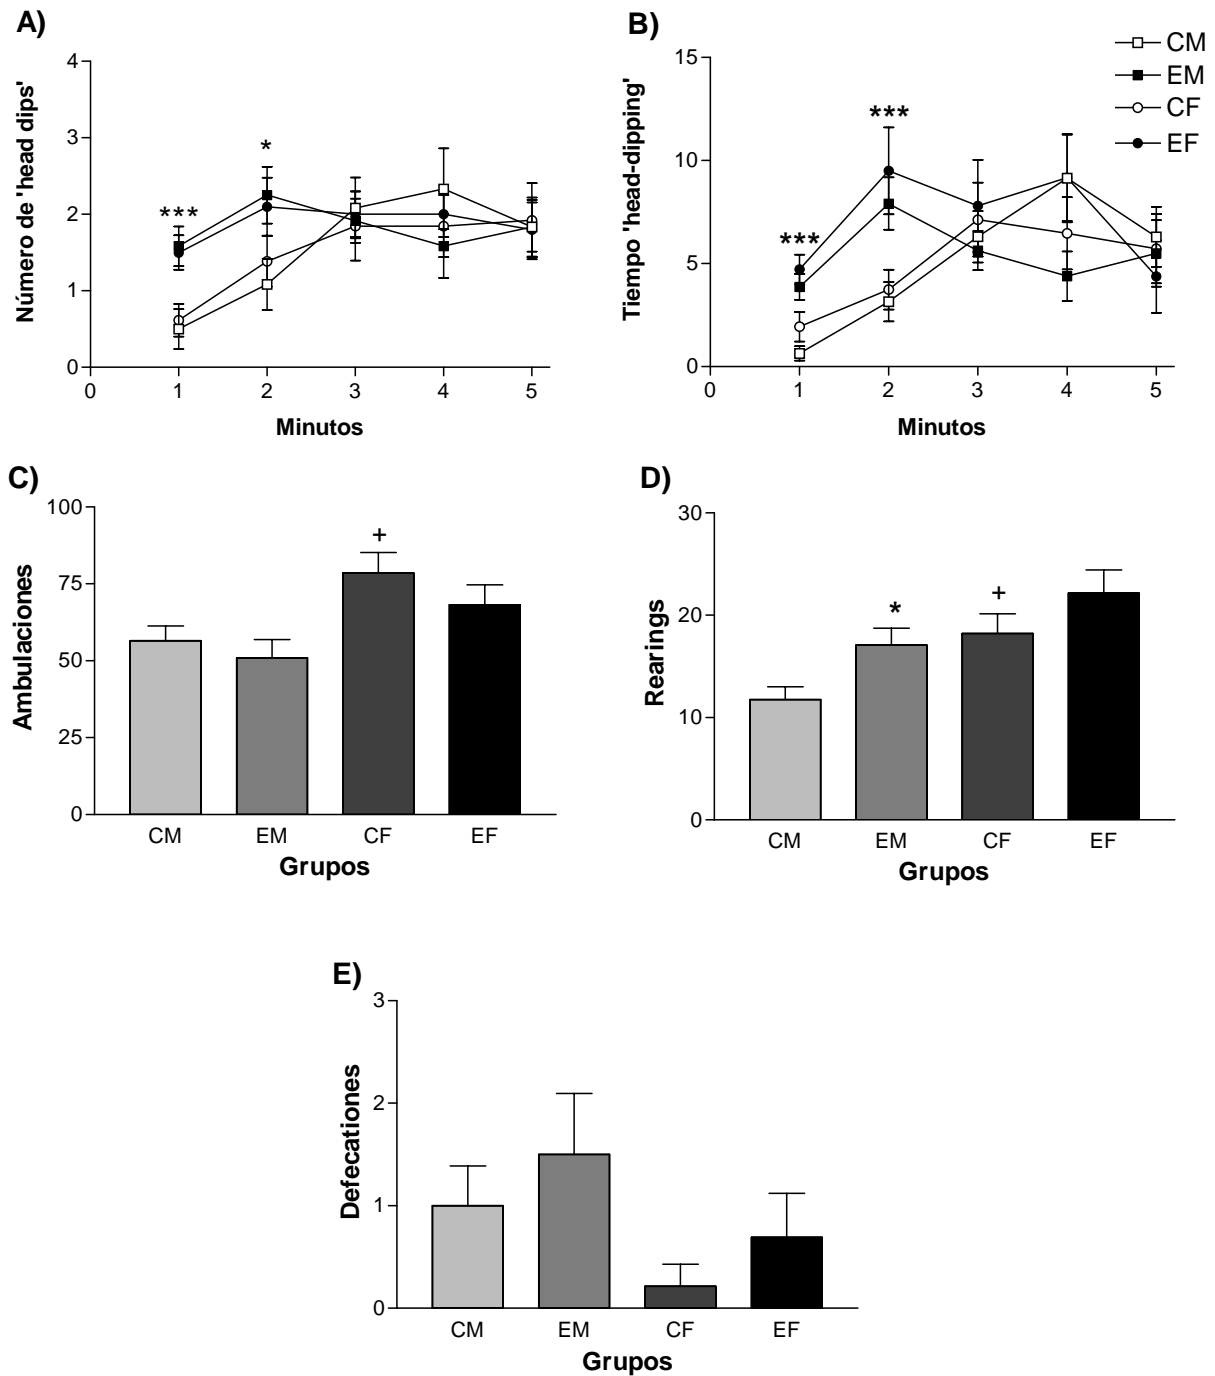 A)
Número de 'head dips'
4
3
2
1
0
***
*
0 1 2 3 4 5
Minutos
B)
Tiempo 'head-dipping'
15
10
5
0
***
***
0 1 2 3 4 5
Minutos
CM
EM
CF
EF
C)
Ambulaciones
100
75
50
25
0
+
CM EM CF EF
Grupos
D)
Rearings
30
20
10
0
*
+
CM EM CF EF
Grupos
E)
Defecationes
3
2
1
0
CM EM CF EF
Grupos